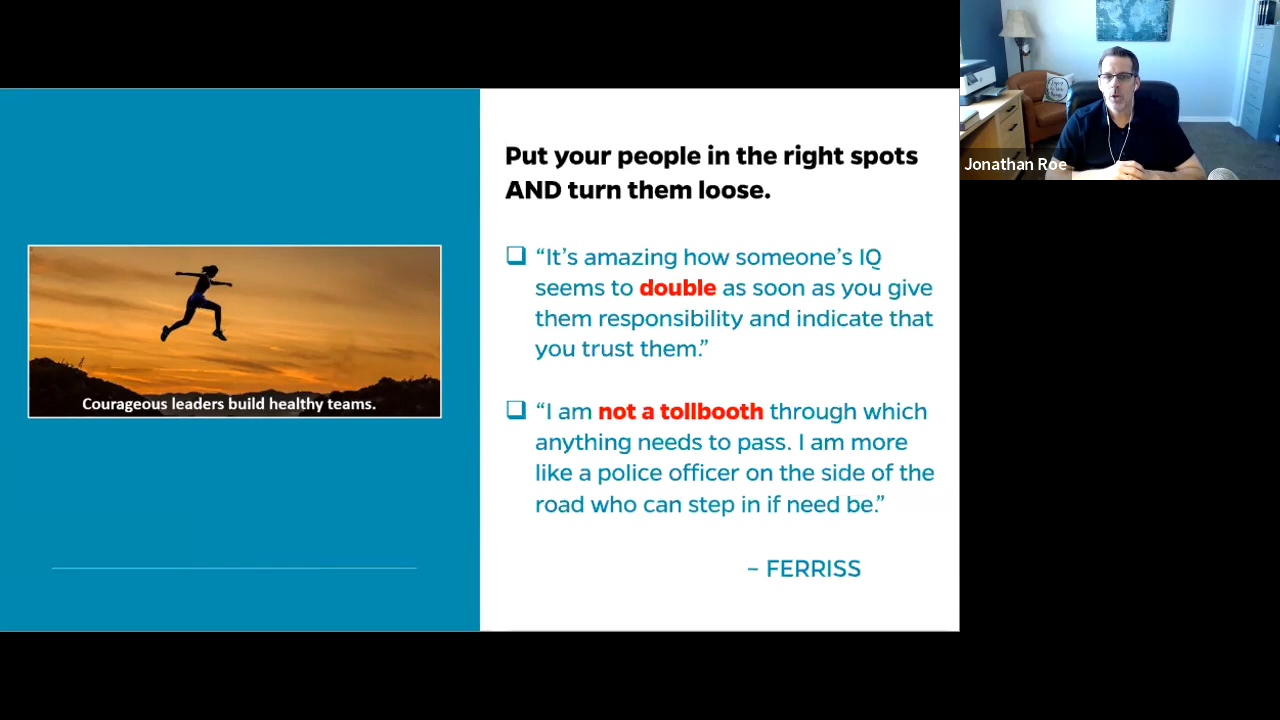 Put your people in the right spots
AND turn them loose.
“It’s amazing how someone’s IQ
seems to double as soon as you give
them responsibility and indicate that
you trust them.”
“I am not a tollbooth through which
anything needs to pass. I am more
like a police officer on the side of the
road who can step in if need be.”
– FERRISS
Courageous leaders build healthy teams.
Jonathan Roe